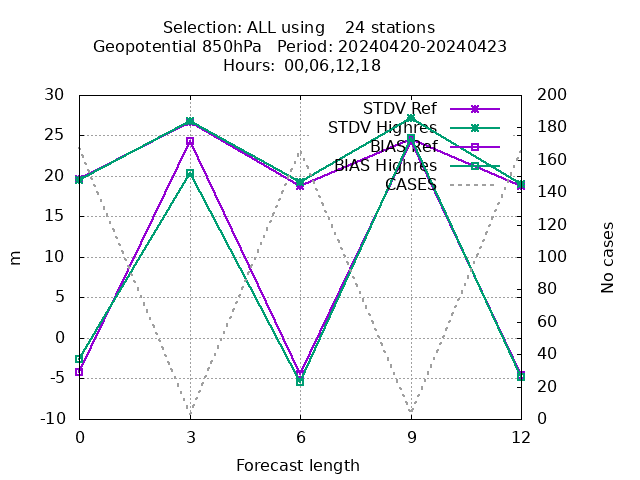 Selection: ALL using    24 stations
Geopotential 850hPa   Period: 20240420-20240423
Hours: 00,06,12,18
STDV Ref
STDV Highres
BIAS Ref
BIAS Highres
CASES
30
25
20
15
10
5
0
-5
-10
m
200
180
160
140
120
100
80
60
40
20
0
No cases
0 3 6 9 12
Forecast length